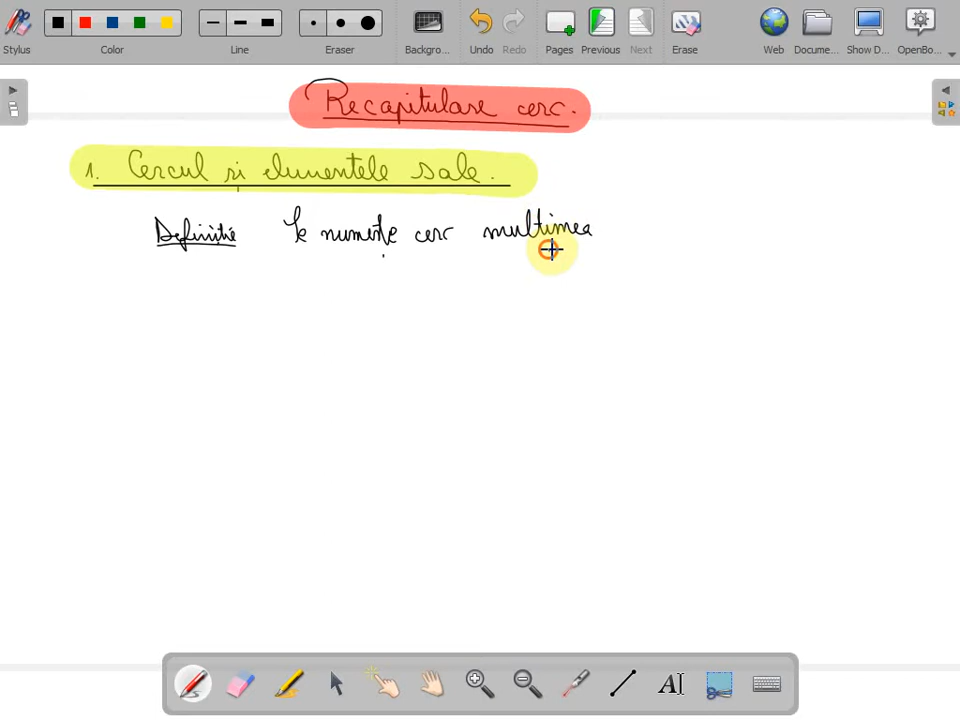 Color
Line
Eraser
Stylus
Backgro...
Undo
Redo
Pages
Previous
Next
Erase
Web
Docume...
Show D...
OpenBo...
Recapitulare cerc.
1. Cercul și elementele sale.
Definiție Se numește cerc multimea
A